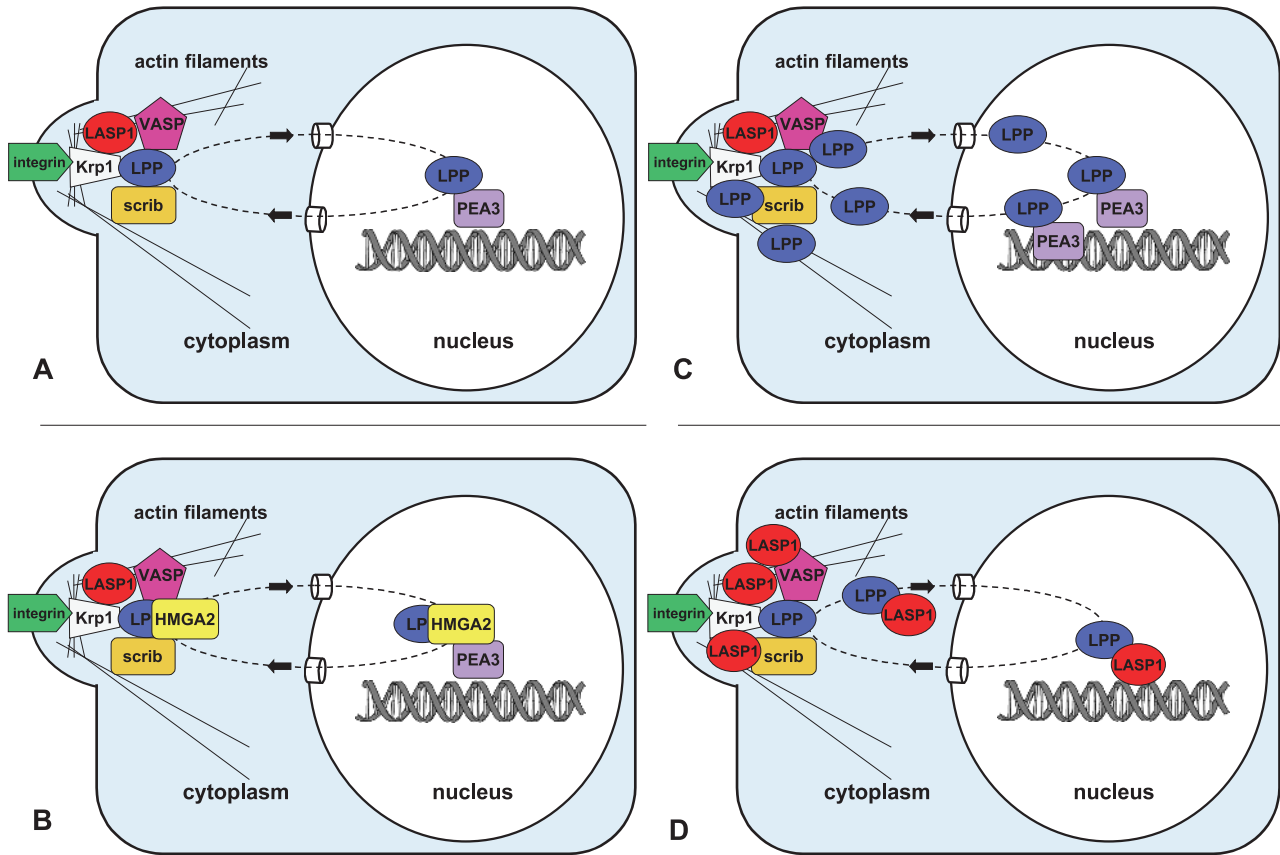 actin filaments
LASP1
VASP
integrin
Krp1
LPP
scrib
LPP
PEA3
cytoplasm
nucleus
A
actin filaments
LASP1
VASP
LPP
LPP
integrin
Krp1
LPP
LPP
LPP
LPP
scrib
LPP
PEA3
PEA3
LPP
cytoplasm
nucleus
C
actin filaments
LASP1
VASP
integrin
Krp1
LP
HMGA2
LP
HMGA2
scrib
PEA3
cytoplasm
nucleus
B
actin filaments
LASP1
LASP1
VASP
LPP
LASP1
integrin
Krp1
LPP
LPP
LASP1
scrib
LASP1
cytoplasm
nucleus
D